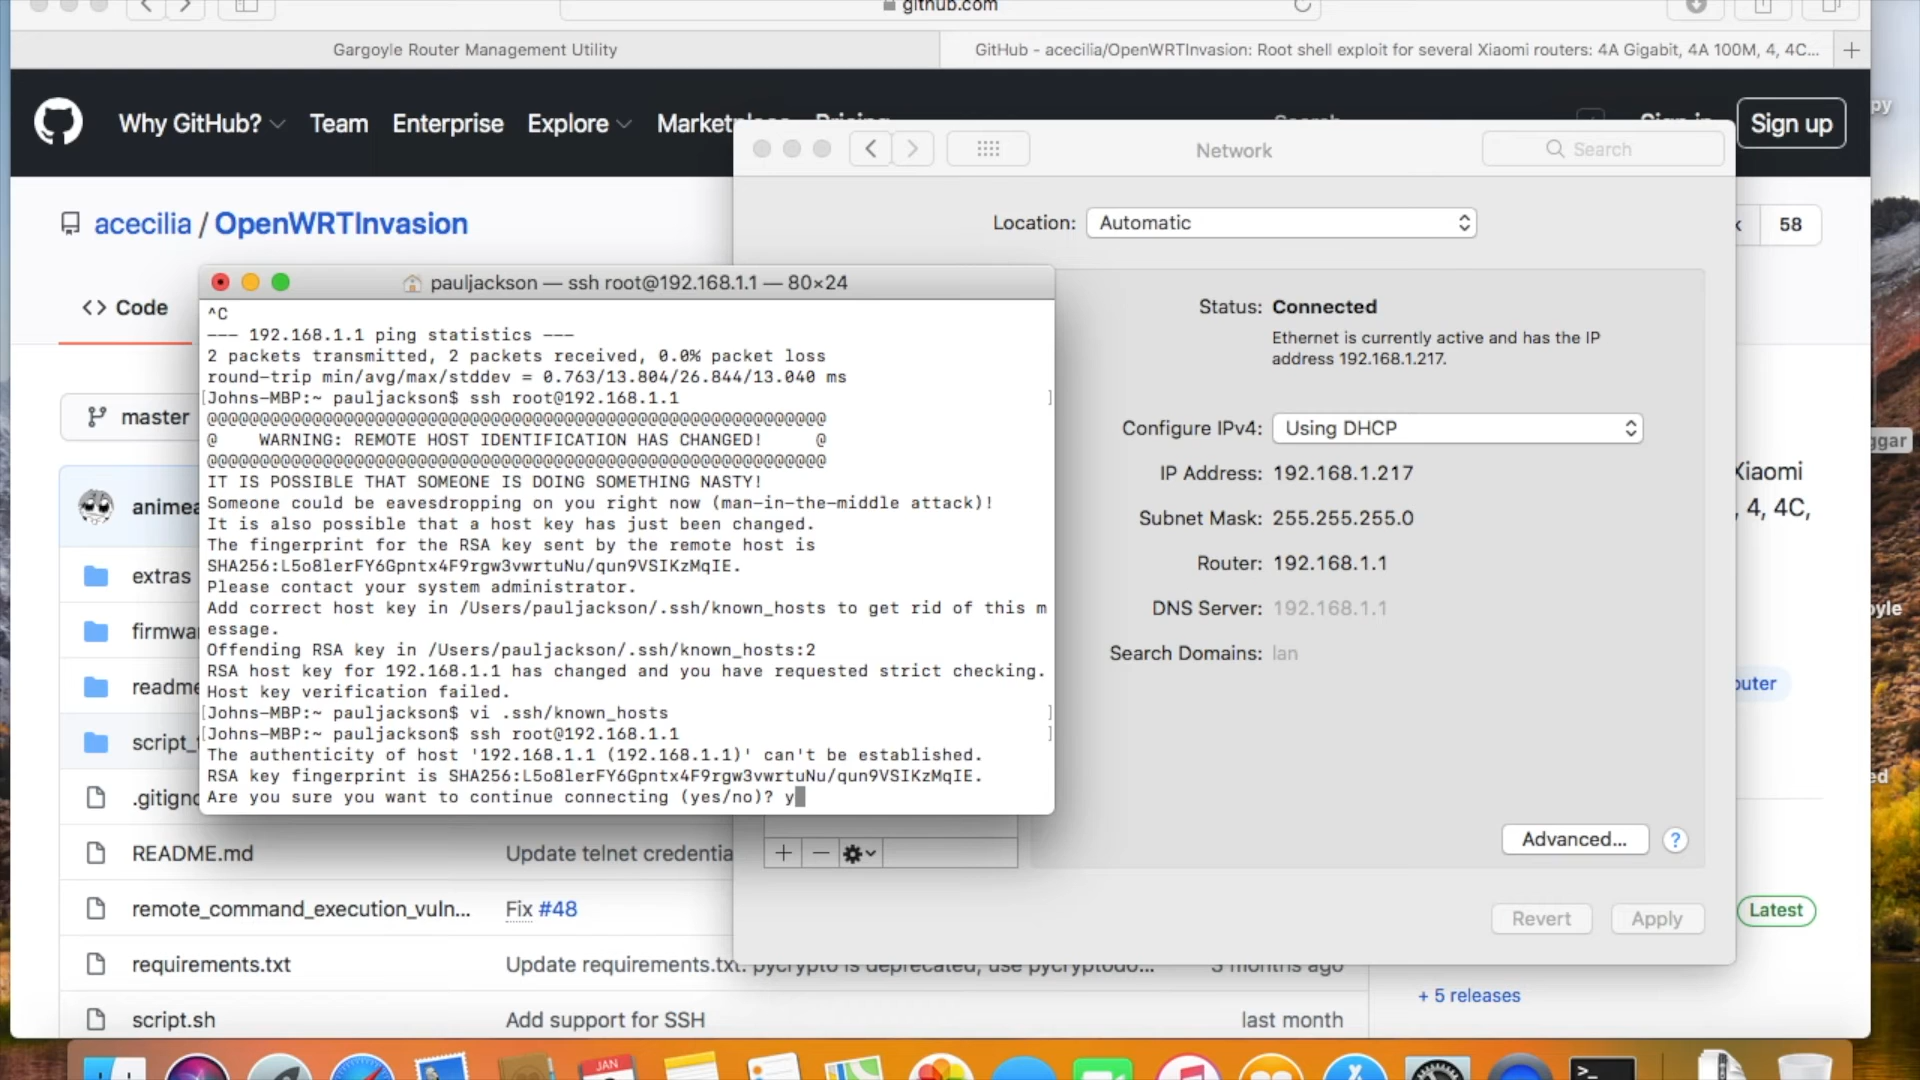 github.com
Gargoyle Router Management Utility
GitHub - acecilia/OpenWRTInvasion: Root shell exploit for several Xiaomi routers: 4A Gigabit, 4A 100M, 4, 4C...
Why GitHub?
Team
Enterprise
Explore
Sign up
acecilia / OpenWRTInvasion
58
<> Code
master
extras
.gitign
README.md
Update telnet credentia
remote_command_execution_vuln...
Fix #48
requirements.txt
Update requirements.txt: pycrypto is deprecated, use pycryptodo...
3 months ago
script.sh
Add support for SSH
last month
Xiaomi
, 4, 4C,
Latest
+ 5 releases
Network
Search
Location:
Automatic
Status: Connected
Ethernet is currently active and has the IP
address 192.168.1.217.
Configure IPv4: Using DHCP
IP Address: 192.168.1.217
Subnet Mask: 255.255.255.0
Router: 192.168.1.1
DNS Server: 192.168.1.1
Search Domains: lan
Advanced...
?
Revert
Apply
pauljackson — ssh root@192.168.1.1 — 80×24
^C
--- 192.168.1.1 ping statistics ---
2 packets transmitted, 2 packets received, 0.0% packet loss
round-trip min/avg/max/stddev = 0.763/13.804/26.844/13.040 ms
[Johns-MBP:~ pauljackson$ ssh root@192.168.1.1 ]
@@@@@@@@@@@@@@@@@@@@@@@@@@@@@@@@@@@@@@@@@@@@@@@@@@@@@@@@@@@
@    WARNING: REMOTE HOST IDENTIFICATION HAS CHANGED!     @
@@@@@@@@@@@@@@@@@@@@@@@@@@@@@@@@@@@@@@@@@@@@@@@@@@@@@@@@@@@
IT IS POSSIBLE THAT SOMEONE IS DOING SOMETHING NASTY!
Someone could be eavesdropping on you right now (man-in-the-middle attack)!
It is also possible that a host key has just been changed.
The fingerprint for the RSA key sent by the remote host is
SHA256:L5o8lerFY6Gpntx4F9rgw3vwrtuNu/qun9VSIKzMqIE.
Please contact your system administrator.
Add correct host key in /Users/pauljackson/.ssh/known_hosts to get rid of this m
essage.
Offending RSA key in /Users/pauljackson/.ssh/known_hosts:2
RSA host key for 192.168.1.1 has changed and you have requested strict checking.
Host key verification failed.
[Johns-MBP:~ pauljackson$ vi .ssh/known_hosts ]
[Johns-MBP:~ pauljackson$ ssh root@192.168.1.1 ]
The authenticity of host '192.168.1.1 (192.168.1.1)' can't be established.
RSA key fingerprint is SHA256:L5o8lerFY6Gpntx4F9rgw3vwrtuNu/qun9VSIKzMqIE.
Are you sure you want to continue connecting (yes/no)? y
JAN